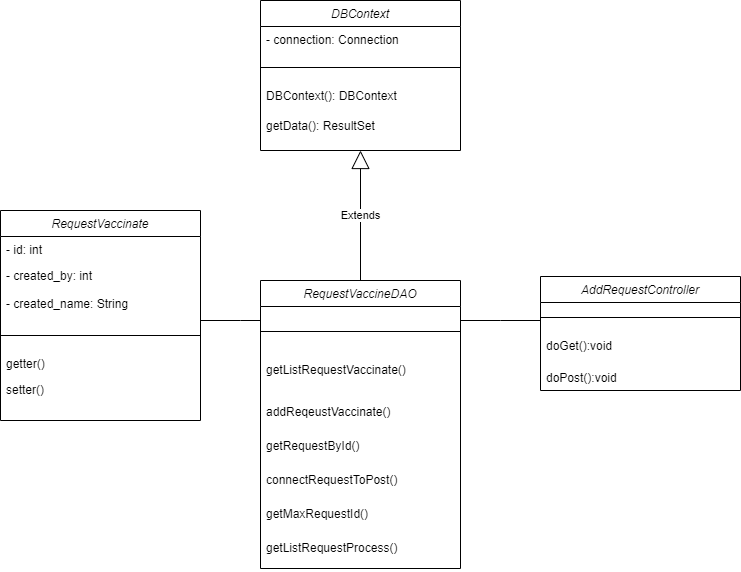 DBContext
- connection: Connection
DBContext(): DBContext
getData(): ResultSet
Extends
RequestVaccinate
- id: int
- created_by: int
- created_name: String
getter()
setter()
RequestVaccineDAO
getListRequestVaccinate()
addReqeustVaccinate()
getRequestById()
connectRequestToPost()
getMaxRequestId()
getListRequestProcess()
AddRequestController
doGet():void
doPost():void